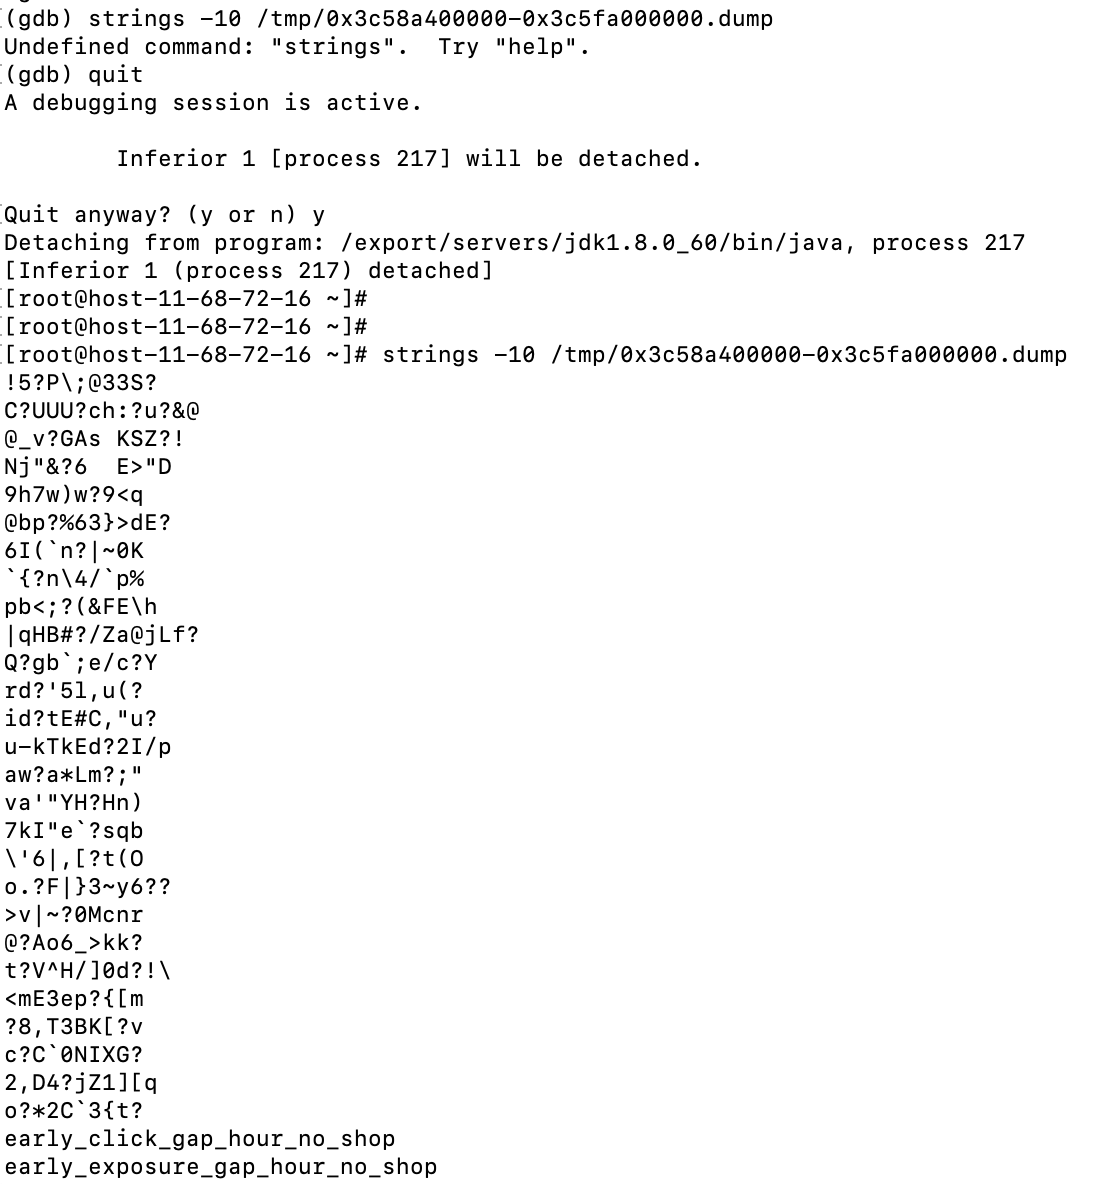 [(gdb) strings -10 /tmp/0x3c58a400000-0x3c5fa000000.dump
Undefined command: "strings".  Try "help".
[(gdb) quit
A debugging session is active.
Inferior 1 [process 217] will be detached.
[Quit anyway? (y or n) y
Detaching from program: /export/servers/jdk1.8.0_60/bin/java, process 217
[Inferior 1 (process 217) detached]
[[root@host-11-68-72-16 ~]#
[[root@host-11-68-72-16 ~]#
[[root@host-11-68-72-16 ~]# strings -10 /tmp/0x3c58a400000-0x3c5fa000000.dump
!5?P\;@33S?
C?UUU?ch:?u?&@
@_v?GAs KSZ?!
Nj"&?6  E>"D
9h7w)w?9<q
@bp?%63}>dE?
6I(`n?|~0K
`{?n\4/`p%
pb<;?(&FE\h
|qHB#?/Za@jLf?
Q?gb`;e/c?Y
rd?'5l,u(?
id?tE#C,"u?
u-kTkEd?2I/p
aw?a*Lm?;"
va'"YH?Hn)
7kI"e`?sqb
\'6|,[?t(O
o.?F|}3~y6??
>v|~?0Mcnr
@?Ao6_>kk?
t?V^H/]0d?!\
<mE3ep?{[m
?8,T3BK[?v
c?C`0NIXG?
2,D4?jZ1][q
o?*2C`3{t?
early_click_gap_hour_no_shop
early_exposure_gap_hour_no_shop